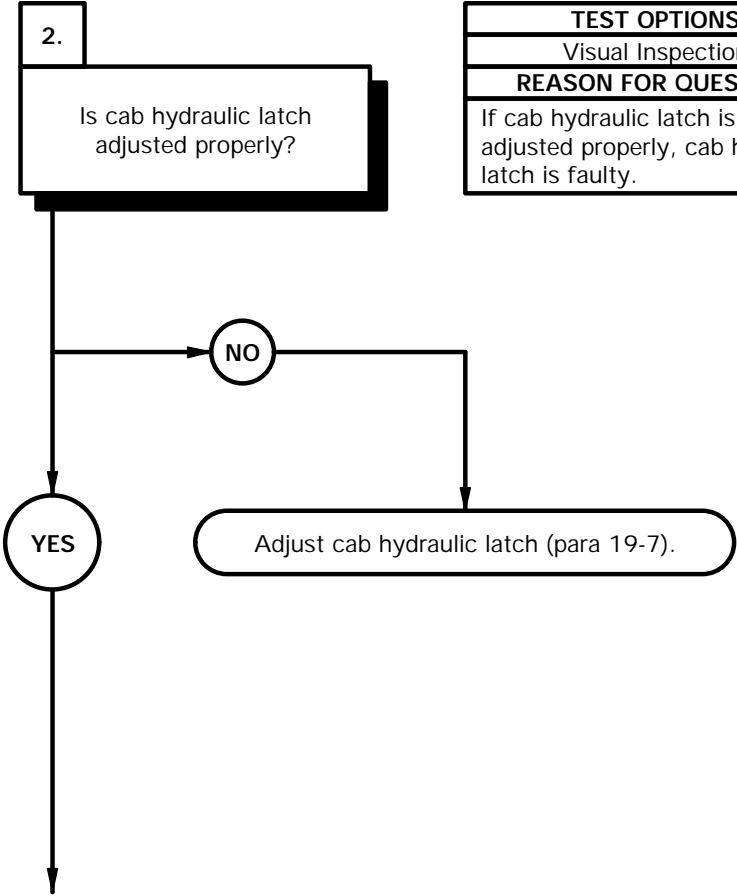 2.
Is cab hydraulic latch
adjusted properly?
TEST OPTIONS
Visual Inspection
REASON FOR QUES
If cab hydraulic latch is
adjusted properly, cab h
latch is faulty.
NO
YES
Adjust cab hydraulic latch (para 19-7).